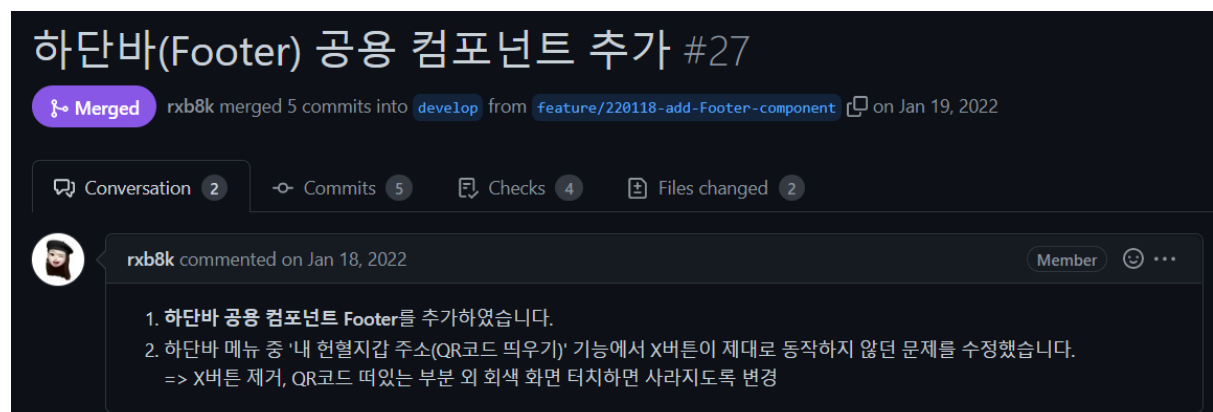 하단바(Footer) 공용 컴포넌트 추가 #27
Merged rxb8k merged 5 commits into develop from feature/220118-add-Footer-component on Jan 19, 2022
Conversation 2 Commits 5 Checks 4 Files changed 2
rxb8k commented on Jan 18, 2022 Member
1. 하단바 공용 컴포넌트 Footer를 추가하였습니다.
2. 하단바 메뉴 중 '내 헌혈지갑 주소(QR코드 띄우기)' 기능에서 X버튼이 제대로 동작하지 않던 문제를 수정했습니다.
=> X버튼 제거, QR코드 떠있는 부분 외 회색 화면 터치하면 사라지도록 변경